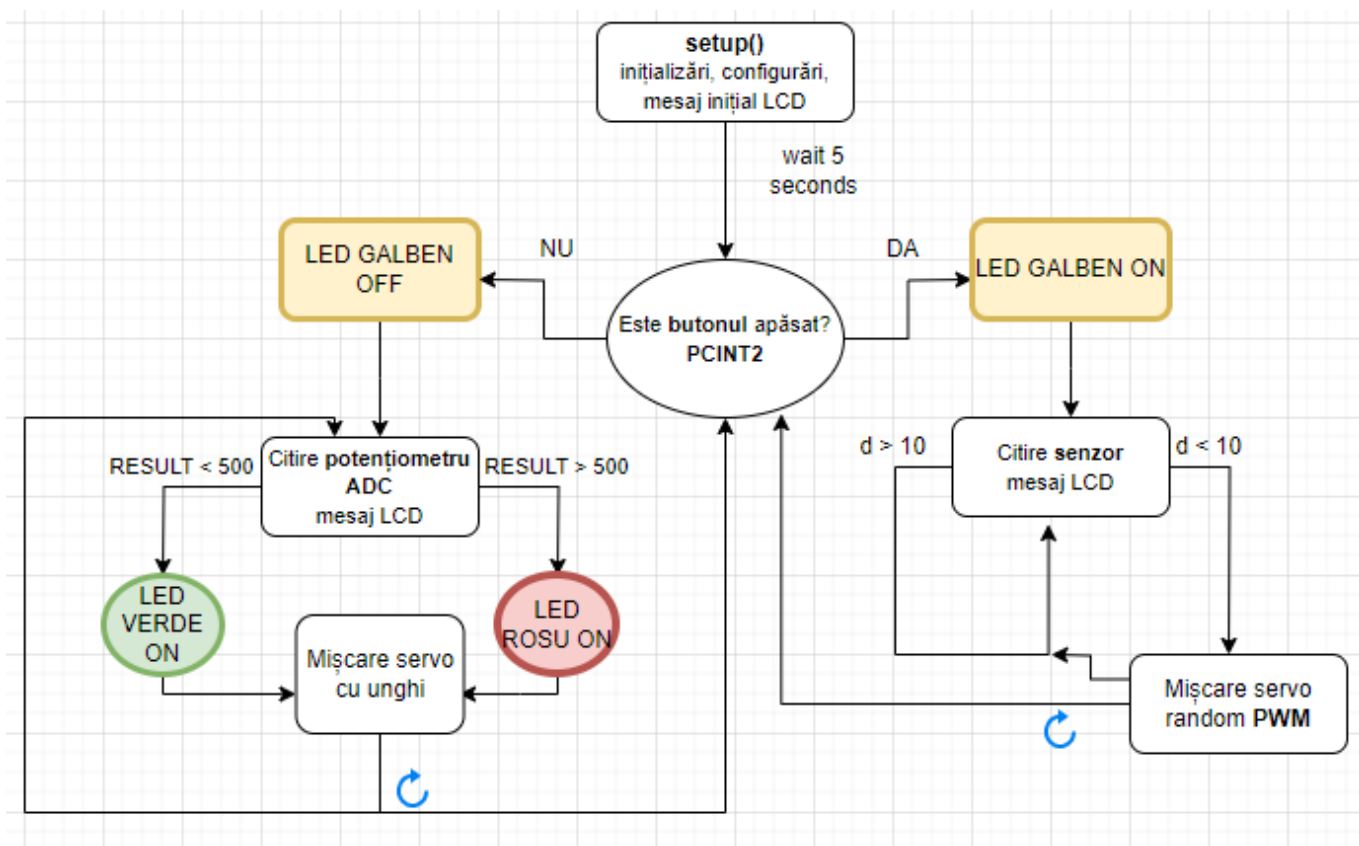 setup()
inițializări, configurări,
mesaj inițial LCD
wait 5
seconds
LED GALBEN
OFF
NU
DA
LED GALBEN ON
Este butonul apăsat?
PCINT2
RESULT < 500
Citire potențiometru
ADC
mesaj LCD
RESULT > 500
d > 10
Citire senzor
mesaj LCD
d < 10
LED
VERDE
ON
Mișcare servo
cu unghi
LED
ROSU ON
Mișcare servo
random PWM